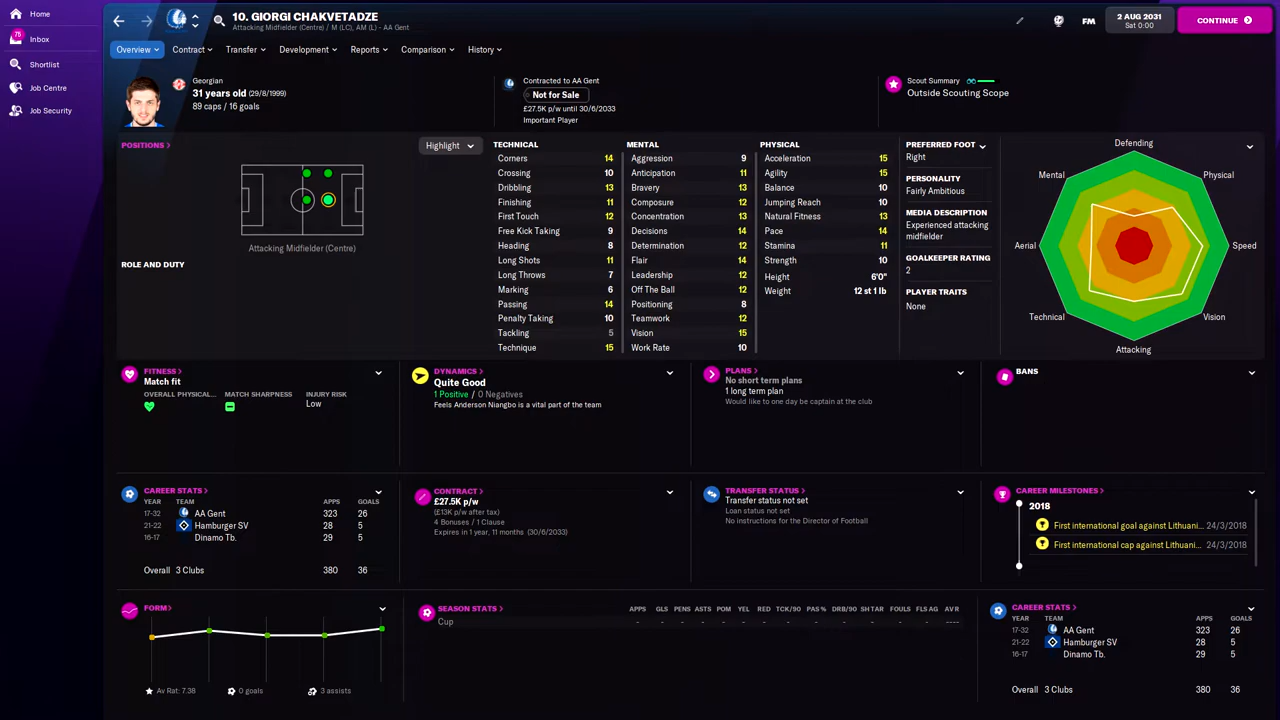 Home
75
Inbox
Shortlist
Job Centre
Job Security
10. GIORGI CHAKVETADZE
Attacking Midfielder (Centre) / M (LC), AM (L) - AA Gent
FM
2 AUG 2031
Sat 0:00
CONTINUE
Overview
Contract
Transfer
Development
Reports
Comparison
History
Georgian
31 years old (29/8/1999)
89 caps / 16 goals
Contracted to AA Gent
Not for Sale
£27.5K p/w until 30/6/2033
Important Player
Scout Summary
Outside Scouting Scope
POSITIONS
Attacking Midfielder (Centre)
ROLE AND DUTY
Highlight
TECHNICAL
Corners 14
Crossing 10
Dribbling 13
Finishing 11
First Touch 12
Free Kick Taking 9
Heading 8
Long Shots 11
Long Throws 7
Marking 6
Passing 14
Penalty Taking 10
Tackling 5
Technique 15
MENTAL
Aggression 9
Anticipation 11
Bravery 13
Composure 12
Concentration 13
Decisions 14
Determination 12
Flair 14
Leadership 12
Off The Ball 12
Positioning 8
Teamwork 12
Vision 15
Work Rate 10
PHYSICAL
Acceleration 15
Agility 15
Balance 10
Jumping Reach 10
Natural Fitness 13
Pace 14
Stamina 11
Strength 10
Height 6'0"
Weight 12 st 1 lb
PREFERRED FOOT
Right
PERSONALITY
Fairly Ambitious
MEDIA DESCRIPTION
Experienced attacking
midfielder
GOALKEEPER RATING
2
PLAYER TRAITS
None
Defending
Physical
Speed
Vision
Attacking
Technical
Aerial
Mental
FITNESS
Match fit
OVERALL PHYSICAL... MATCH SHARPNESS INJURY RISK
Low
DYNAMICS
Quite Good
1 Positive / 0 Negatives
Feels Anderson Niangbo is a vital part of the team
PLANS
No short term plans
1 long term plan
Would like to one day be captain at the club
BANS
CAREER STATS
YEAR TEAM APPS GOALS
17-32 AA Gent 323 26
21-22 Hamburger SV 28 5
16-17 Dinamo Tb. 29 5
Overall 3 Clubs 380 36
CONTRACT
£27.5K p/w
(£13K p/w after tax)
4 Bonuses / 1 Clause
Expires in 1 year, 11 months (30/6/2033)
TRANSFER STATUS
Transfer status not set
Loan status not set
No instructions for the Director of Football
CAREER MILESTONES
2018
First international goal against Lithuani... 24/3/2018
First international cap against Lithuani... 24/3/2018
FORM
Av Rat: 7.38 0 goals 3 assists
SEASON STATS APPS GLS PENS ASTS POM YEL RED TCK/90 PAS % DRB/90 SH TAR FOULS FLS AG AV R
Cup - - - - - - - - - - - - - ----
CAREER STATS
YEAR TEAM APPS GOALS
17-32 AA Gent 323 26
21-22 Hamburger SV 28 5
16-17 Dinamo Tb. 29 5
Overall 3 Clubs 380 36